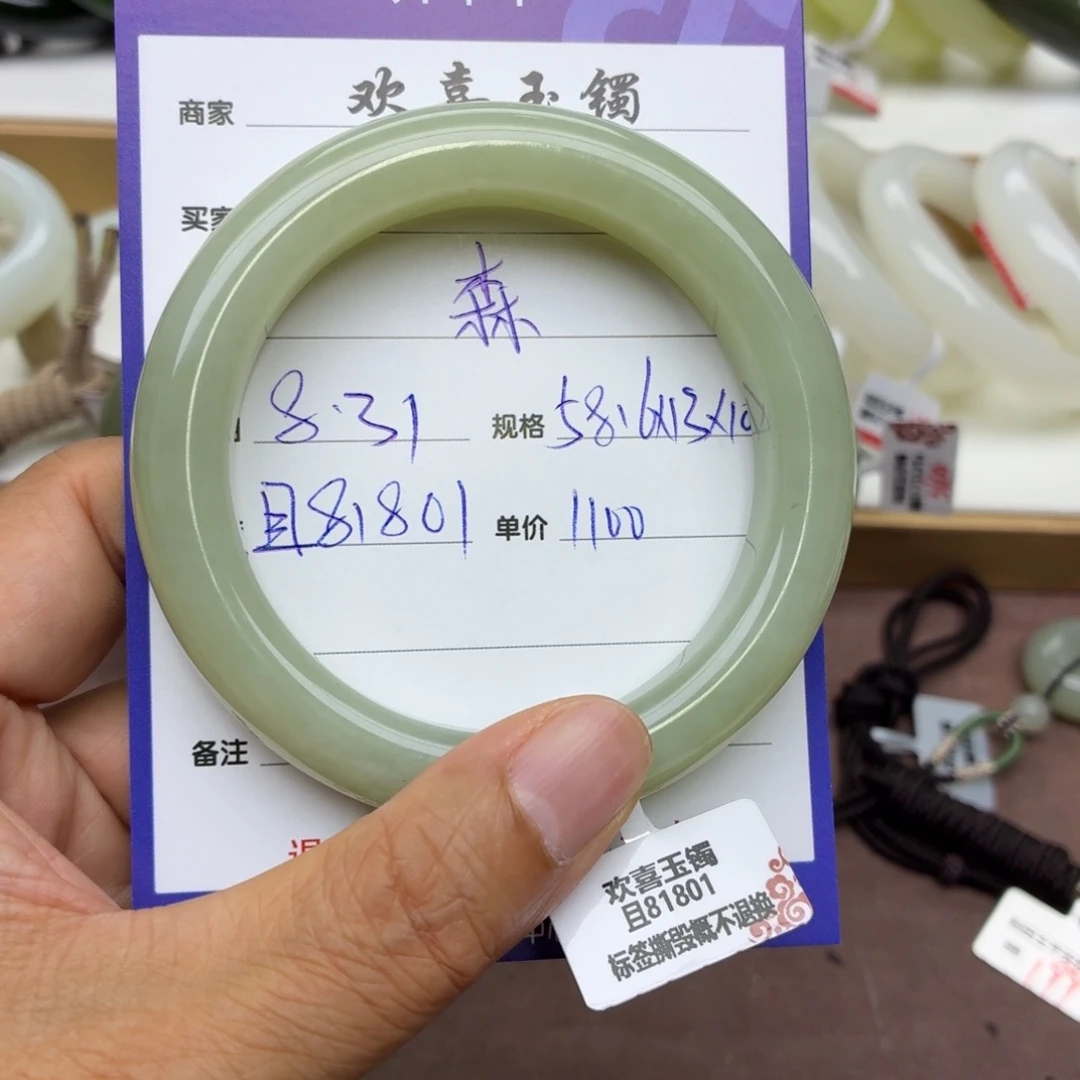 商家 欢喜玉镯
买家
森
8.31 规格 58.6x13x10
且81801 单价 1100
备注
欢喜玉镯
且81801
标签撕毁概不退换